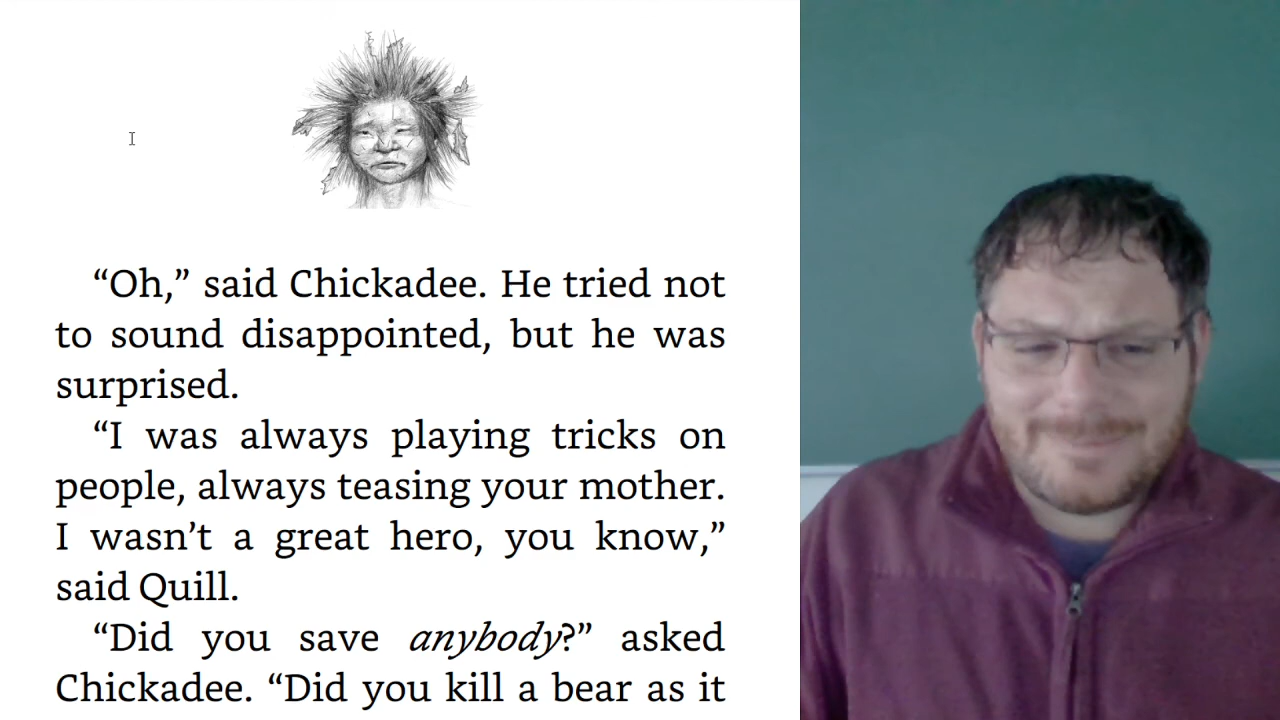 “Oh,” said Chickadee. He tried not
to sound disappointed, but he was
surprised.
“I was always playing tricks on
people, always teasing your mother.
I wasn’t a great hero, you know,”
said Quill.
“Did you save anybody?” asked
Chickadee. “Did you kill a bear as it